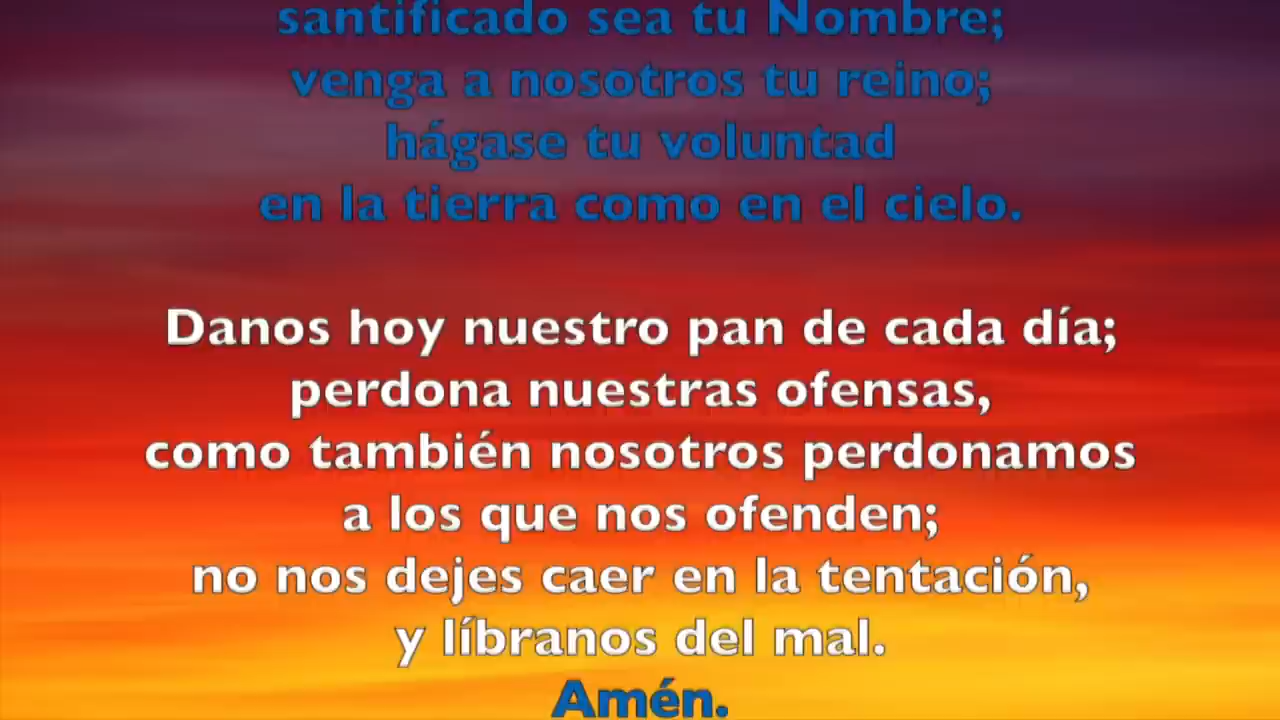 santificado sea tu Nombre;
venga a nosotros tu reino;
hágase tu voluntad
en la tierra como en el cielo.
Danos hoy nuestro pan de cada día;
perdona nuestras ofensas,
como también nosotros perdonamos
a los que nos ofenden;
no nos dejes caer en la tentación,
y líbranos del mal.
Amén.